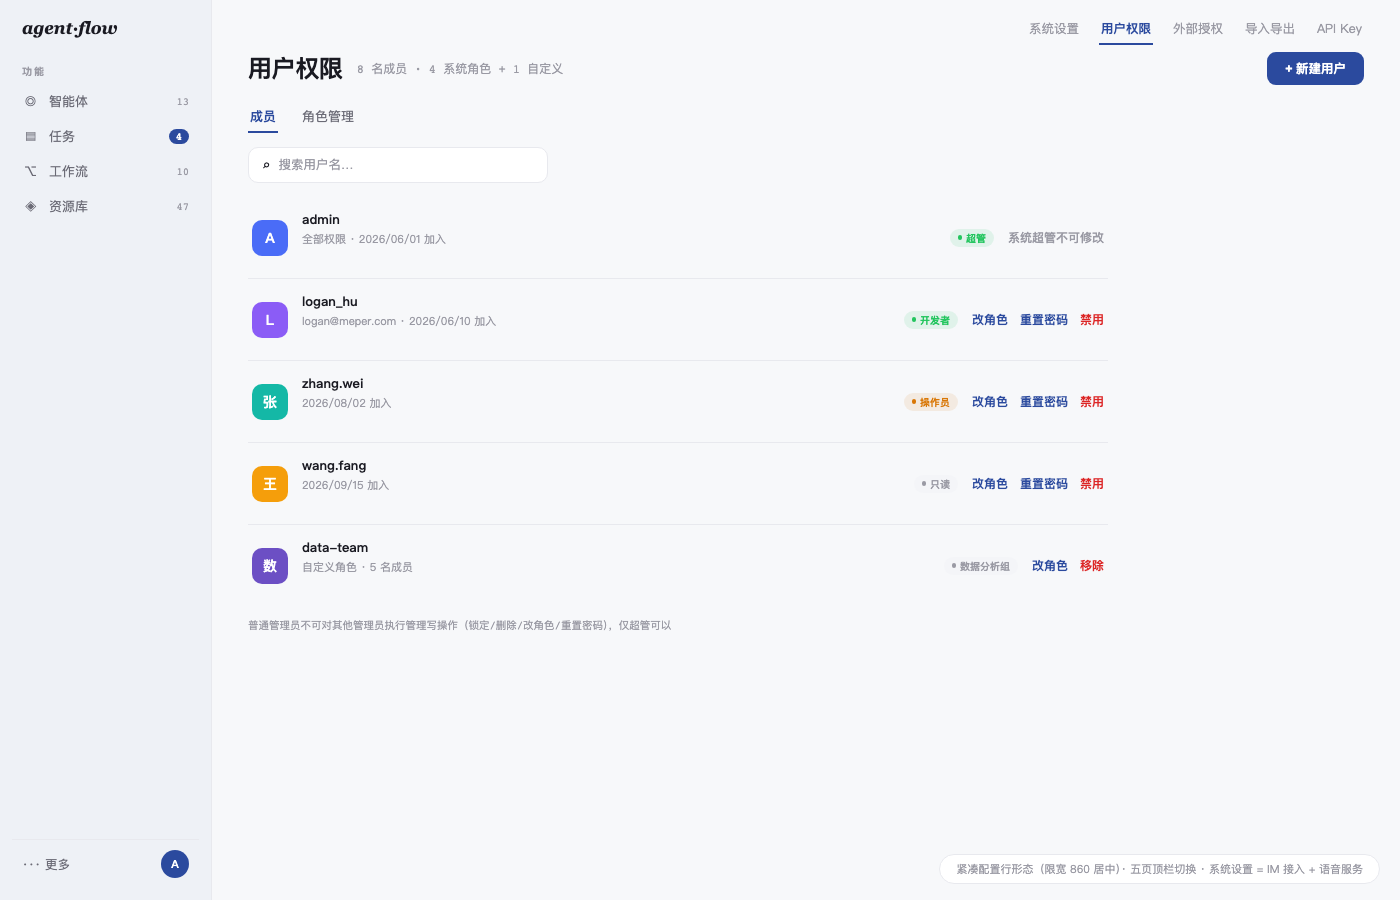 agent·flow
功能
智能体 13
任务 4
工作流 10
资源库 47
··· 更多 A
系统设置 用户权限 外部授权 导入导出 API Key
用户权限 8 名成员 · 4 系统角色 + 1 自定义
+ 新建用户
成员 角色管理
搜索用户名...
A admin
全部权限 · 2026/06/01 加入
超管 系统超管不可修改
L logan_hu
logan@meper.com · 2026/06/10 加入
开发者 改角色 重置密码 禁用
张 zhang.wei
2026/08/02 加入
操作员 改角色 重置密码 禁用
王 wang.fang
2026/09/15 加入
只读 改角色 重置密码 禁用
数 data-team
自定义角色 · 5 名成员
数据分析组 改角色 移除
普通管理员不可对其他管理员执行管理写操作（锁定/删除/改角色/重置密码），仅超管可以
紧凑配置行形态（限宽 860 居中）· 五页顶栏切换 · 系统设置 = IM 接入 + 语音服务